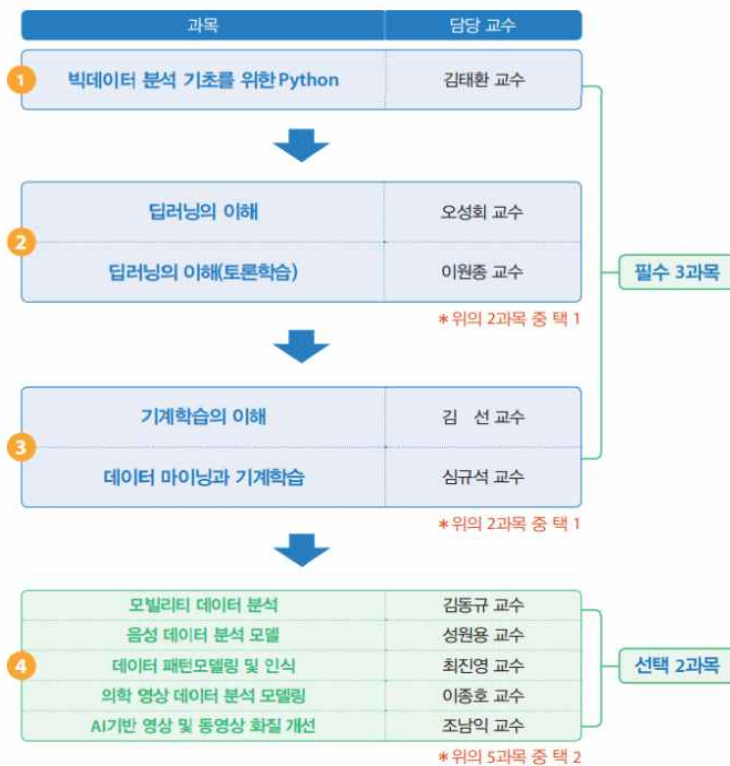 과목 담당 교수
1 빅데이터 분석 기초를 위한 Python 김태환 교수
2 딥러닝의 이해 오성회 교수
딥러닝의 이해(토론학습) 이원종 교수
*위의 2과목 중 택 1
필수 3과목
3 기계학습의 이해 김 선 교수
데이터 마이닝과 기계학습 심규석 교수
*위의 2과목 중 택 1
4 모빌리티 데이터 분석 김동규 교수
음성 데이터 분석 모델 성원용 교수
데이터 패턴모델링 및 인식 최진영 교수
의학 영상 데이터 분석 모델링 이종호 교수
AI기반 영상 및 동영상 화질 개선 조남익 교수
선택 2과목
*위의 5과목 중 택 2